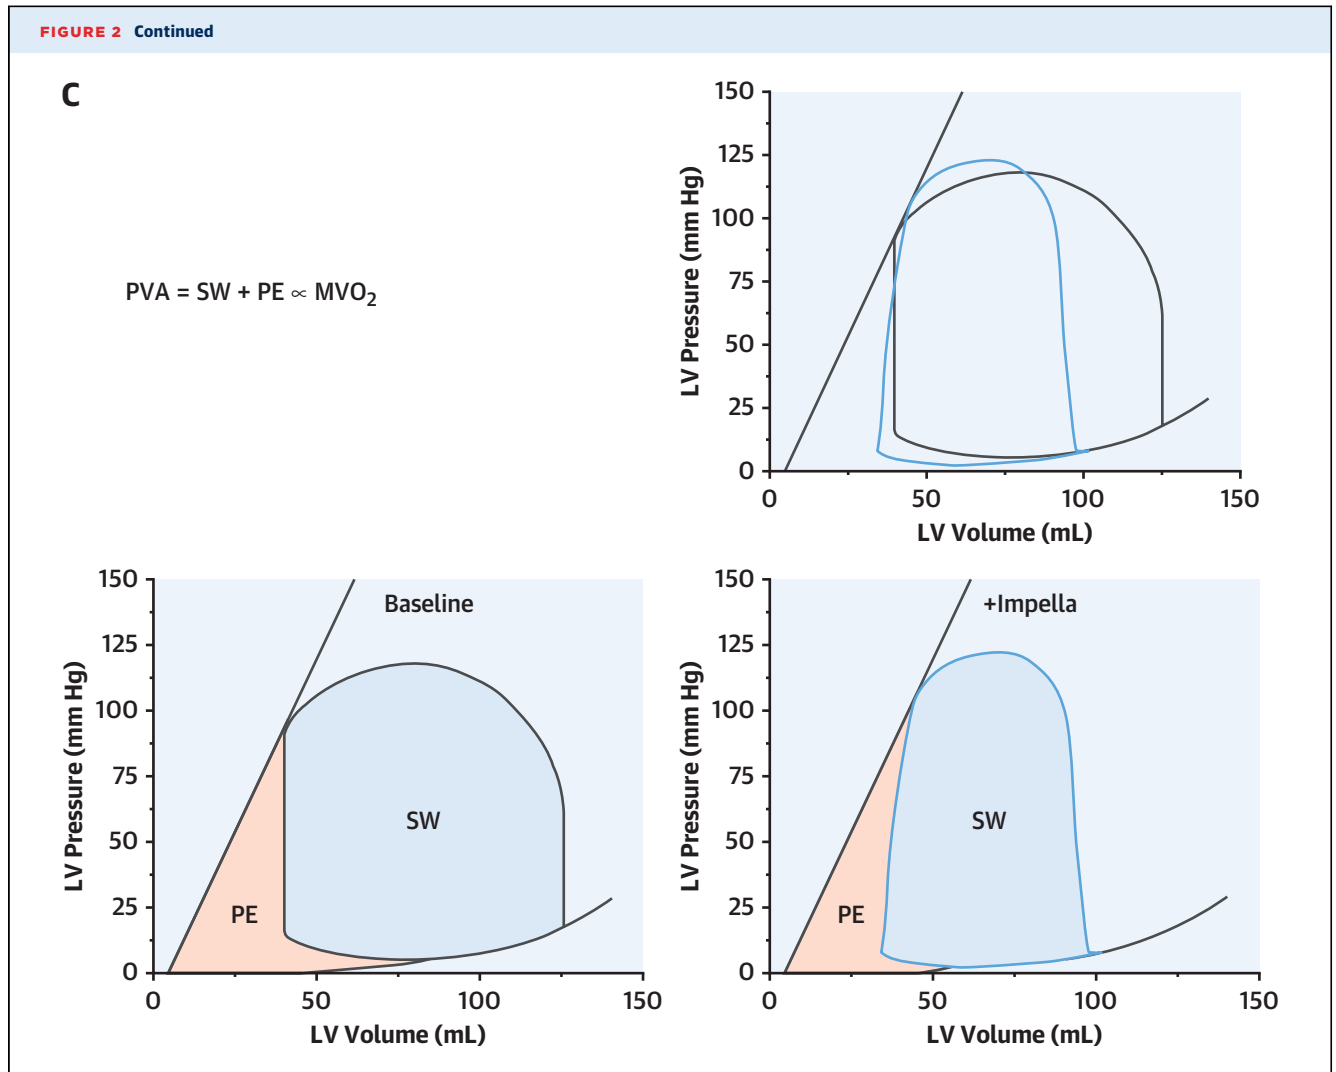 FIGURE 2 Continued
C
PVA = SW + PE ∝ MVO₂
150
125
100
75
50
25
0
LV Pressure (mm Hg)
0 50 100 150
LV Volume (mL)
150
125
100
75
50
25
0
LV Pressure (mm Hg)
Baseline
SW
PE
0 50 100 150
LV Volume (mL)
150
125
100
75
50
25
0
LV Pressure (mm Hg)
+Impella
SW
PE
0 50 100 150
LV Volume (mL)